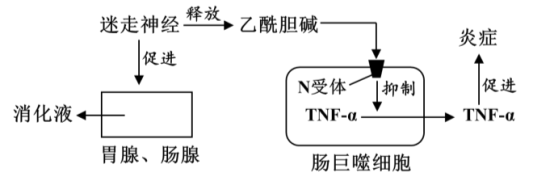 迷走神经 释放 乙酰胆碱
促进
炎症
N受体 抑制 促进
消化液
TNF-α TNF-α
胃腺、肠腺 肠巨噬细胞